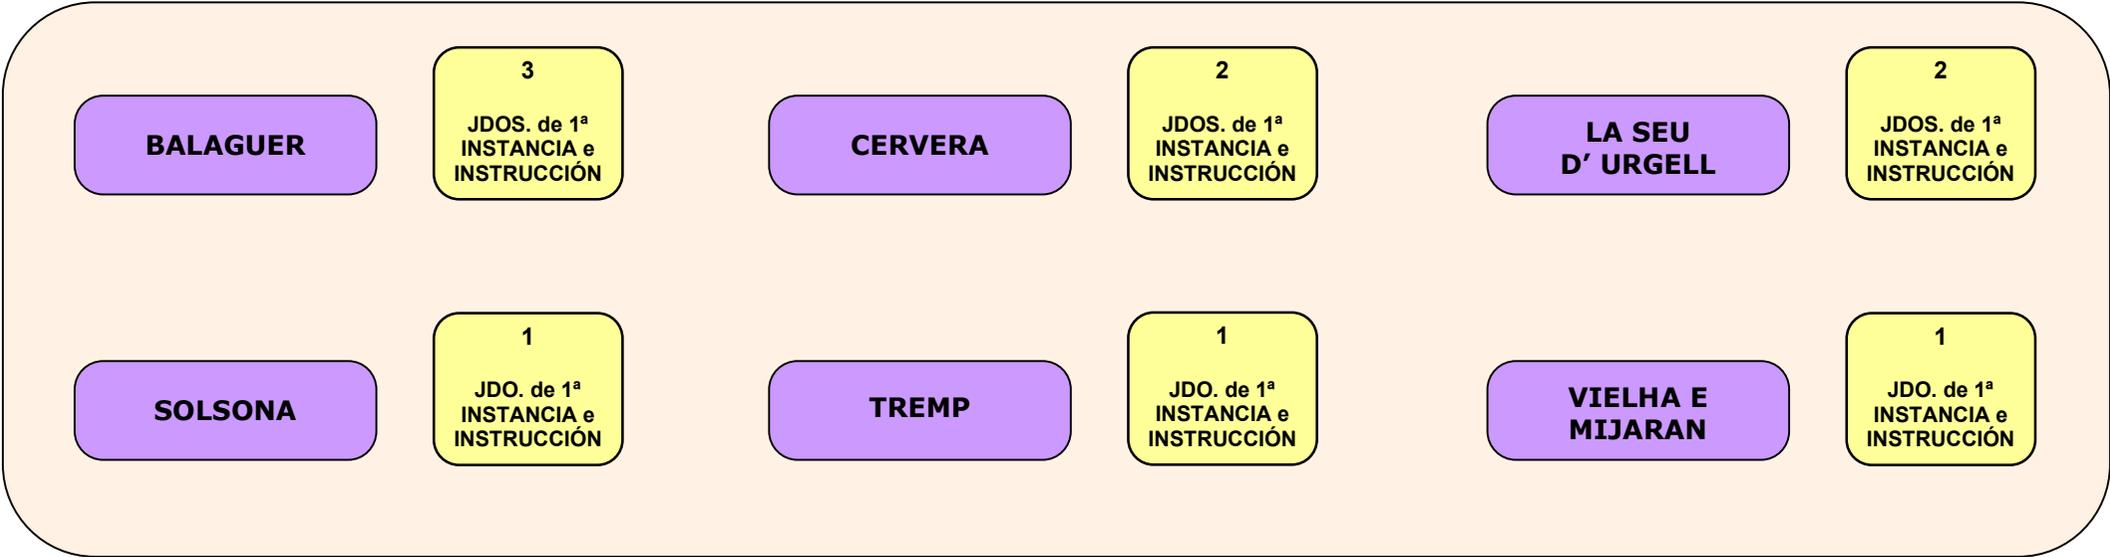 BALAGUER
3
JDOS. de 1ª
INSTANCIA e
INSTRUCCIÓN
CERVERA
2
JDOS. de 1ª
INSTANCIA e
INSTRUCCIÓN
LA SEU
D’ URGELL
2
JDOS. de 1ª
INSTANCIA e
INSTRUCCIÓN
SOLSONA
1
JDO. de 1ª
INSTANCIA e
INSTRUCCIÓN
TREMP
1
JDO. de 1ª
INSTANCIA e
INSTRUCCIÓN
VIELHA E
MIJARAN
1
JDO. de 1ª
INSTANCIA e
INSTRUCCIÓN